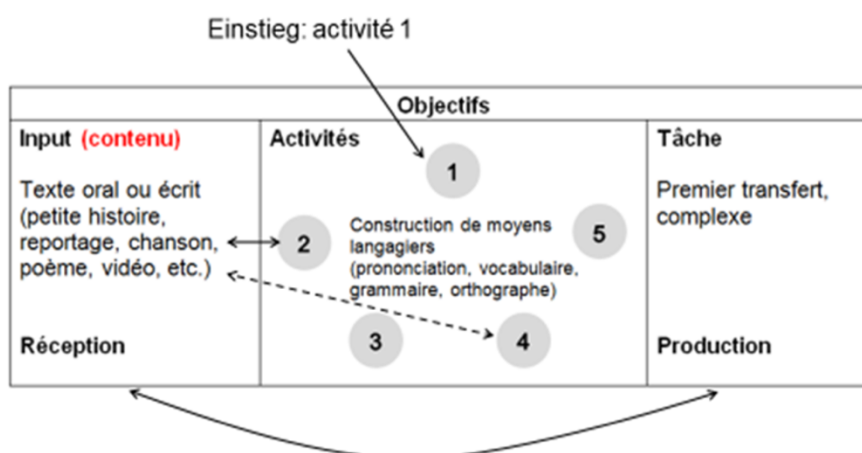 Einstieg: activité 1
Objectifs
Input (contenu)
Texte oral ou écrit
(petite histoire,
reportage, chanson,
poème, vidéo, etc.)
Réception
Activités
1
2
Construction de moyens
langagiers
(prononciation, vocabulaire,
grammaire, orthographe)
5
3
4
Tâche
Premier transfert,
complexe
Production